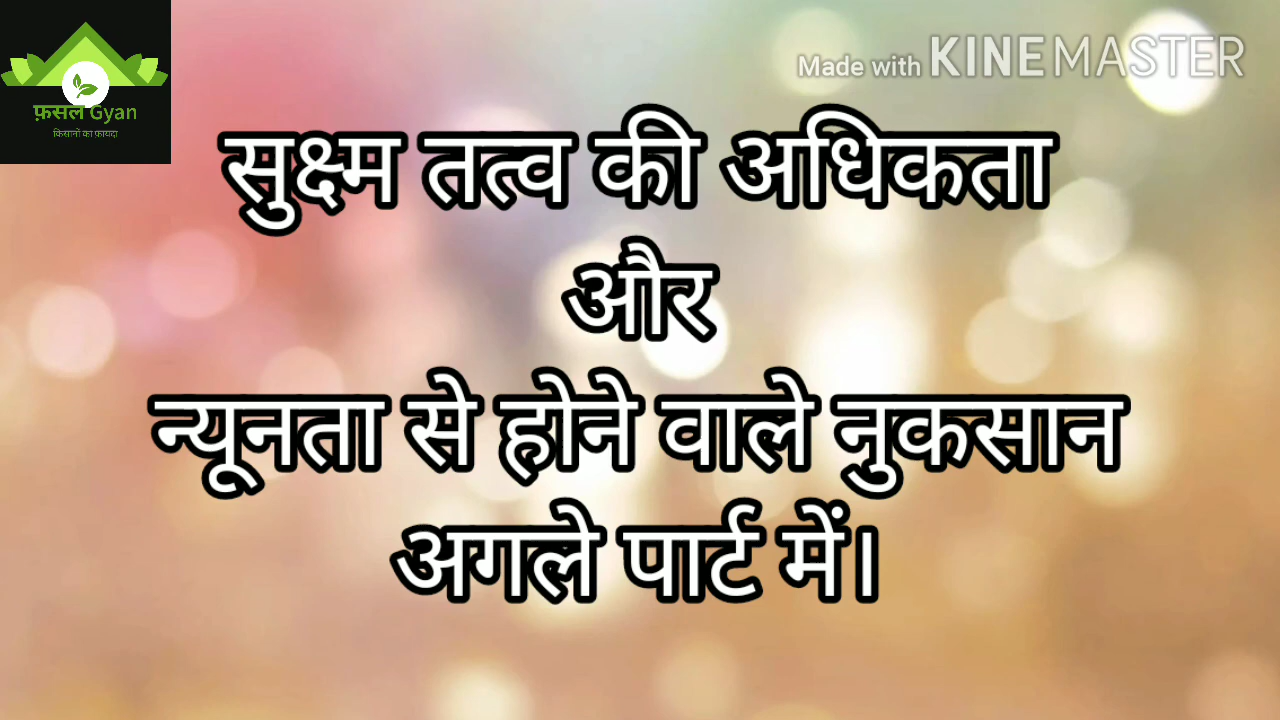 Made with KINEMASTER
फ़सल Gyan
किसानों का फ़ायदा
सुक्ष्म तत्व की अधिकता
और
न्यूनता से होने वाले नुकसान
अगले पार्ट में।